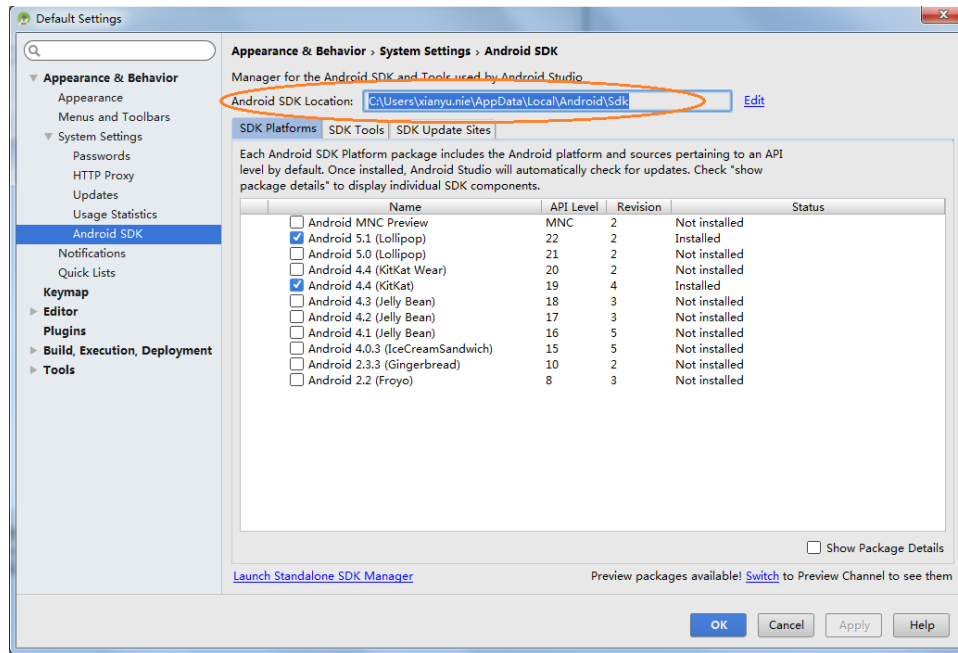 Default Settings
Appearance & Behavior › System Settings › Android SDK
Appearance & Behavior
Appearance
Menus and Toolbars
System Settings
Passwords
HTTP Proxy
Updates
Usage Statistics
Android SDK
Notifications
Quick Lists
Keymap
Editor
Plugins
Build, Execution, Deployment
Tools
Manager for the Android SDK and Tools used by Android Studio
Android SDK Location: C:\Users\xianyu.nie\AppData\Local\Android\Sdk Edit
SDK Platforms SDK Tools SDK Update Sites
Each Android SDK Platform package includes the Android platform and sources pertaining to an API
level by default. Once installed, Android Studio will automatically check for updates. Check "show
package details" to display individual SDK components.
Name API Level Revision Status
Android MNC Preview MNC 2 Not installed
Android 5.1 (Lollipop) 22 2 Installed
Android 5.0 (Lollipop) 21 2 Not installed
Android 4.4 (KitKat Wear) 20 2 Not installed
Android 4.4 (KitKat) 19 4 Installed
Android 4.3 (Jelly Bean) 18 3 Not installed
Android 4.2 (Jelly Bean) 17 3 Not installed
Android 4.1 (Jelly Bean) 16 5 Not installed
Android 4.0.3 (IceCreamSandwich) 15 5 Not installed
Android 2.3.3 (Gingerbread) 10 2 Not installed
Android 2.2 (Froyo) 8 3 Not installed
Show Package Details
Launch Standalone SDK Manager Preview packages available! Switch to Preview Channel to see them
OK Cancel Apply Help